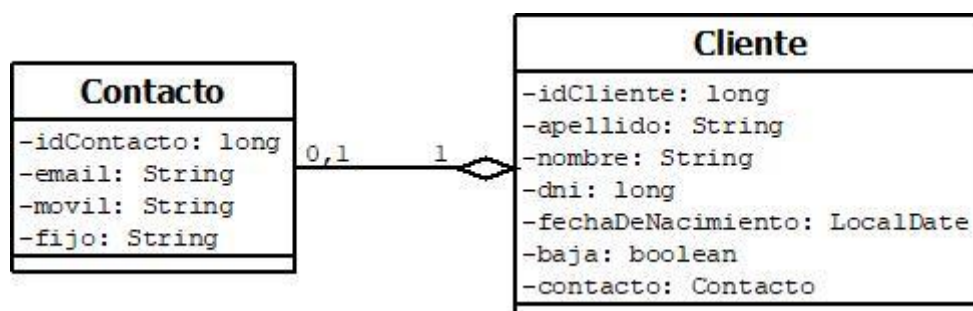 Contacto
-idContacto: long
-email: String
-movil: String
-fijo: String
0,1
1
Cliente
-idCliente: long
-apellido: String
-nombre: String
-dni: long
-fechaDeNacimiento: LocalDate
-baja: boolean
-contacto: Contacto